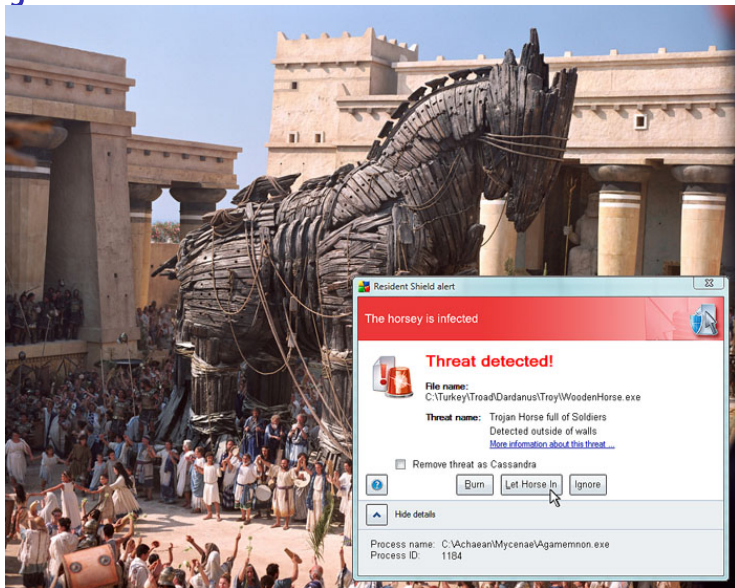 Resident Shield alert
The horsey is infected
Threat detected!
File name:
C:\Turkey\Troad\Dardanus\Troy\WoodenHorse.exe
Threat name: Trojan Horse full of Soldiers
Detected outside of walls
More information about this threat ...
Remove threat as Cassandra
Burn Let Horse In Ignore
Hide details
Process name: C:\Achaean\Mycenae\Agamemnon.exe
Process ID: 1184